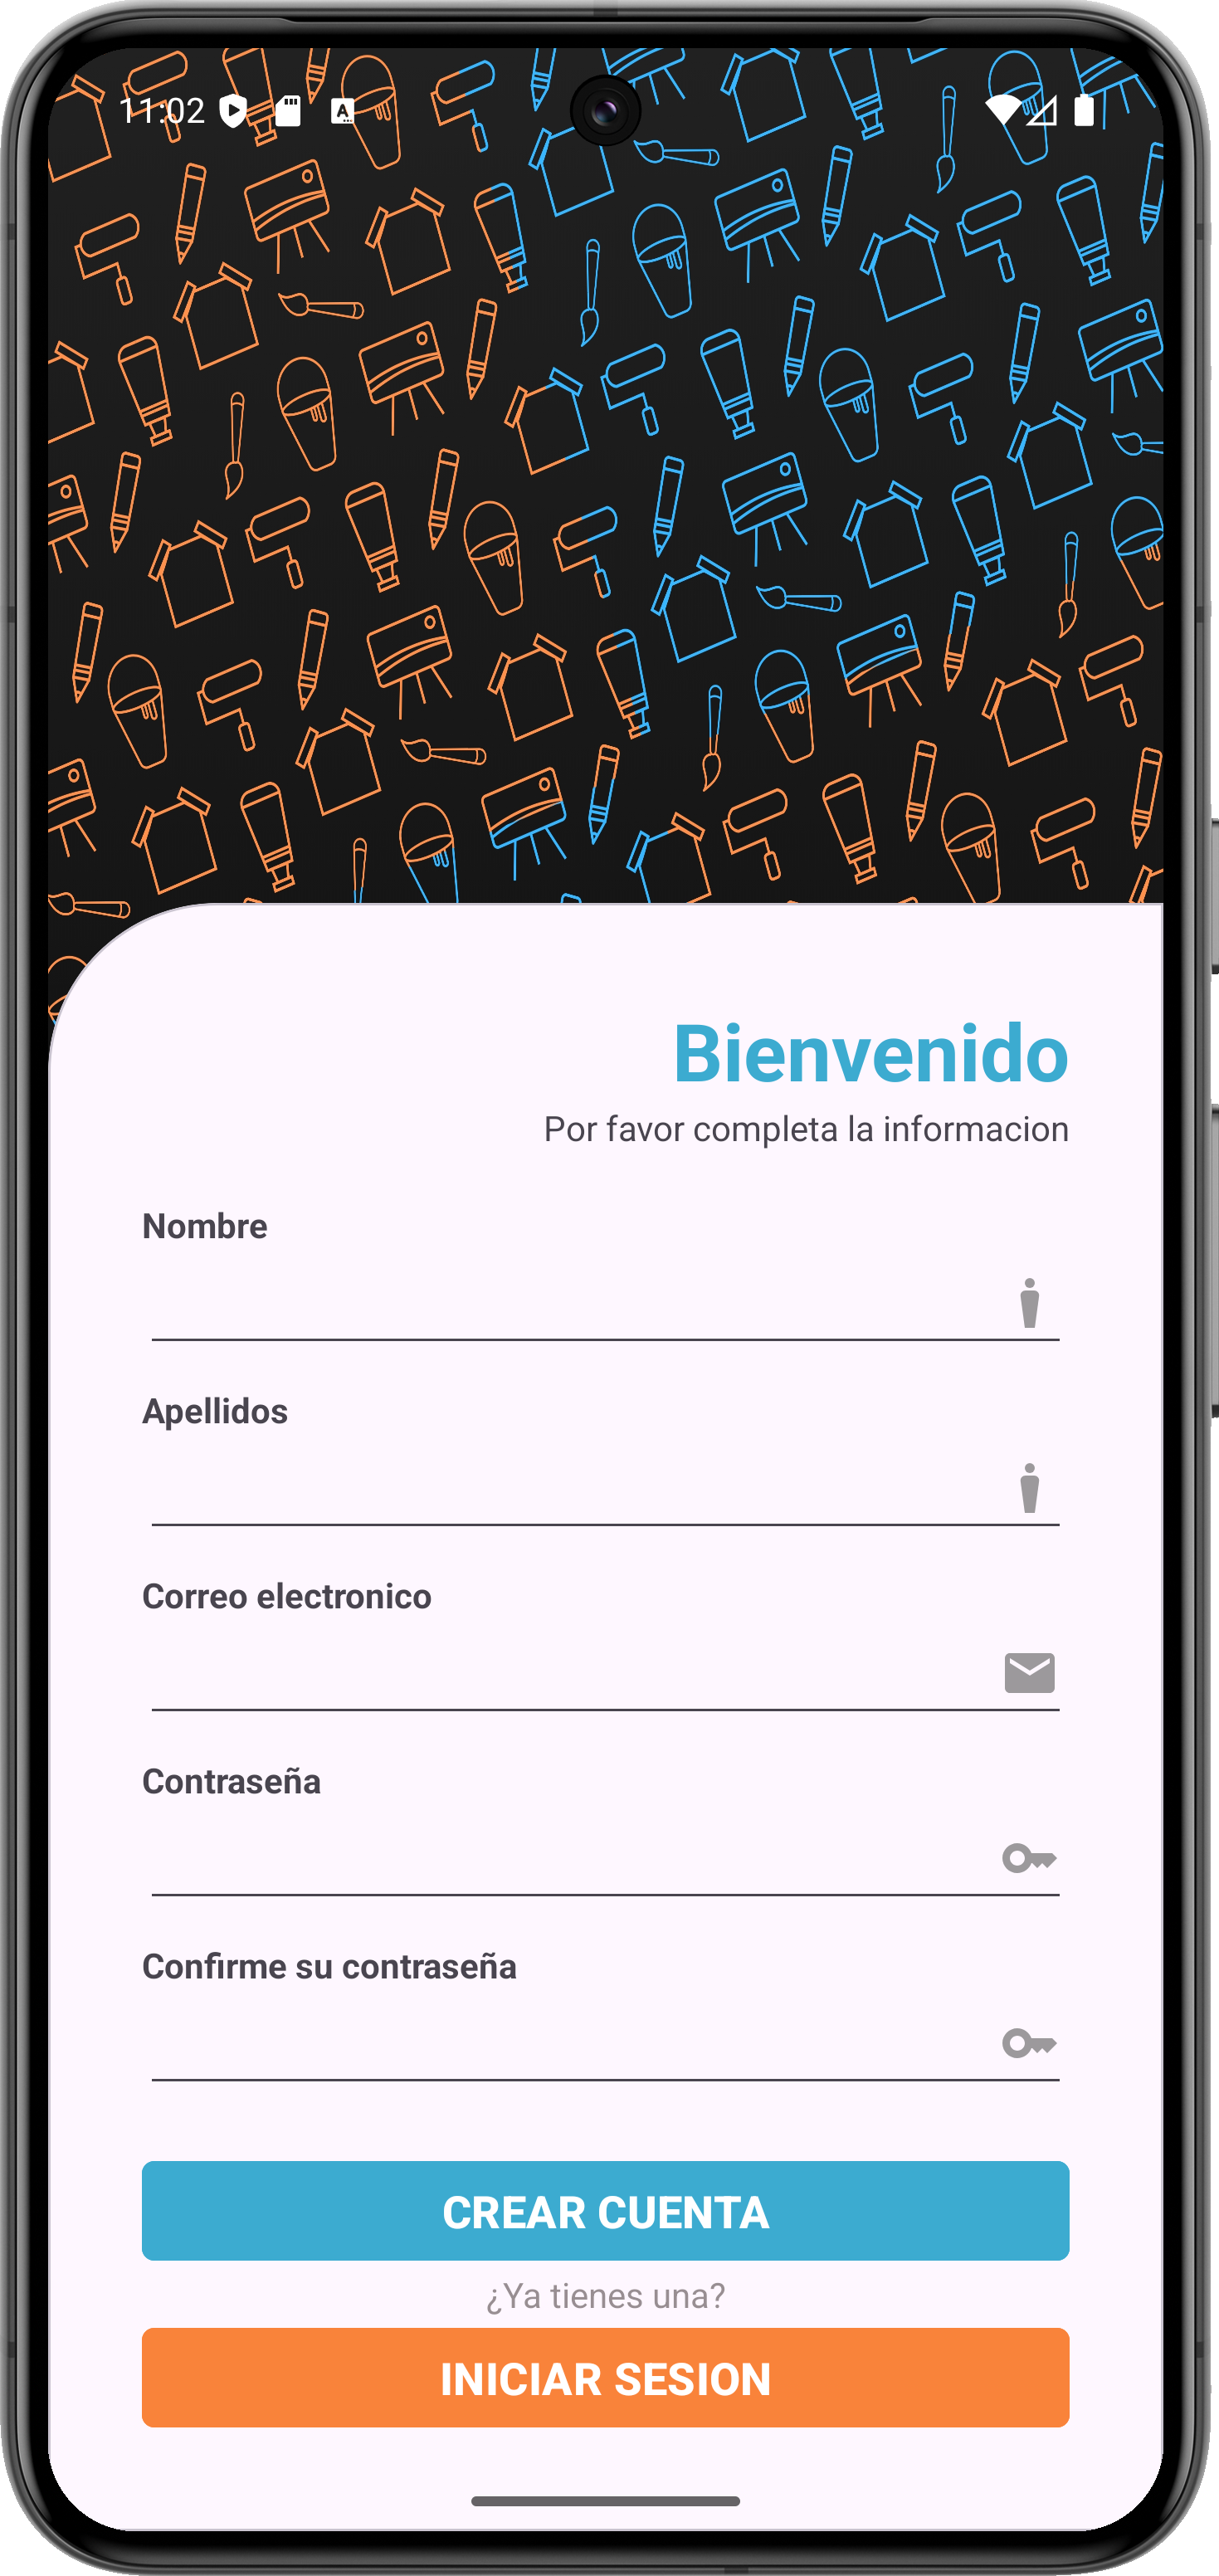 11:02
Bienvenido
Por favor completa la informacion
Nombre
Apellidos
Correo electronico
Contraseña
Confirme su contraseña
CREAR CUENTA
¿Ya tienes una?
INICIAR SESION